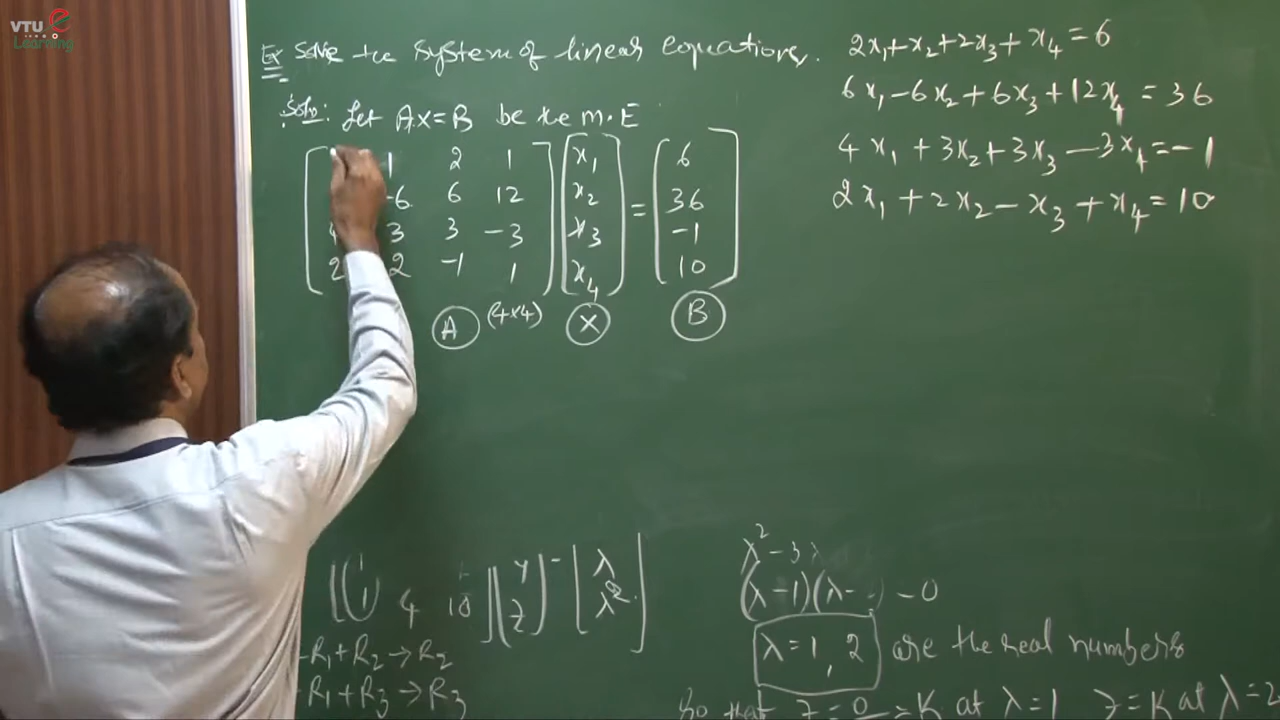 VTU e Learning
Ex Solve the system of linear equations.
2x₁+x₂+2x₃+x₄=6
6x₁-6x₂+6x₃+12x₄=36
4x₁+3x₂+3x₃-3x₄=-1
2x₁+2x₂-x₃+x₄=10
Soln: Let AX=B be the M.E
1 2 1 x₁ 6
-6 6 12 x₂ = 36
4 3 3 -3 x₃ -1
2 2 -1 1 x₄ 10
A (4x4) X B
4 10 y z λ λ²
-R₁+R₂→R₂
-R₁+R₃→R₃
λ²-3λ
(λ-1)(λ- -0
λ=1, 2 are the real numbers
So that z=0=K at λ=1 z=K at λ=2